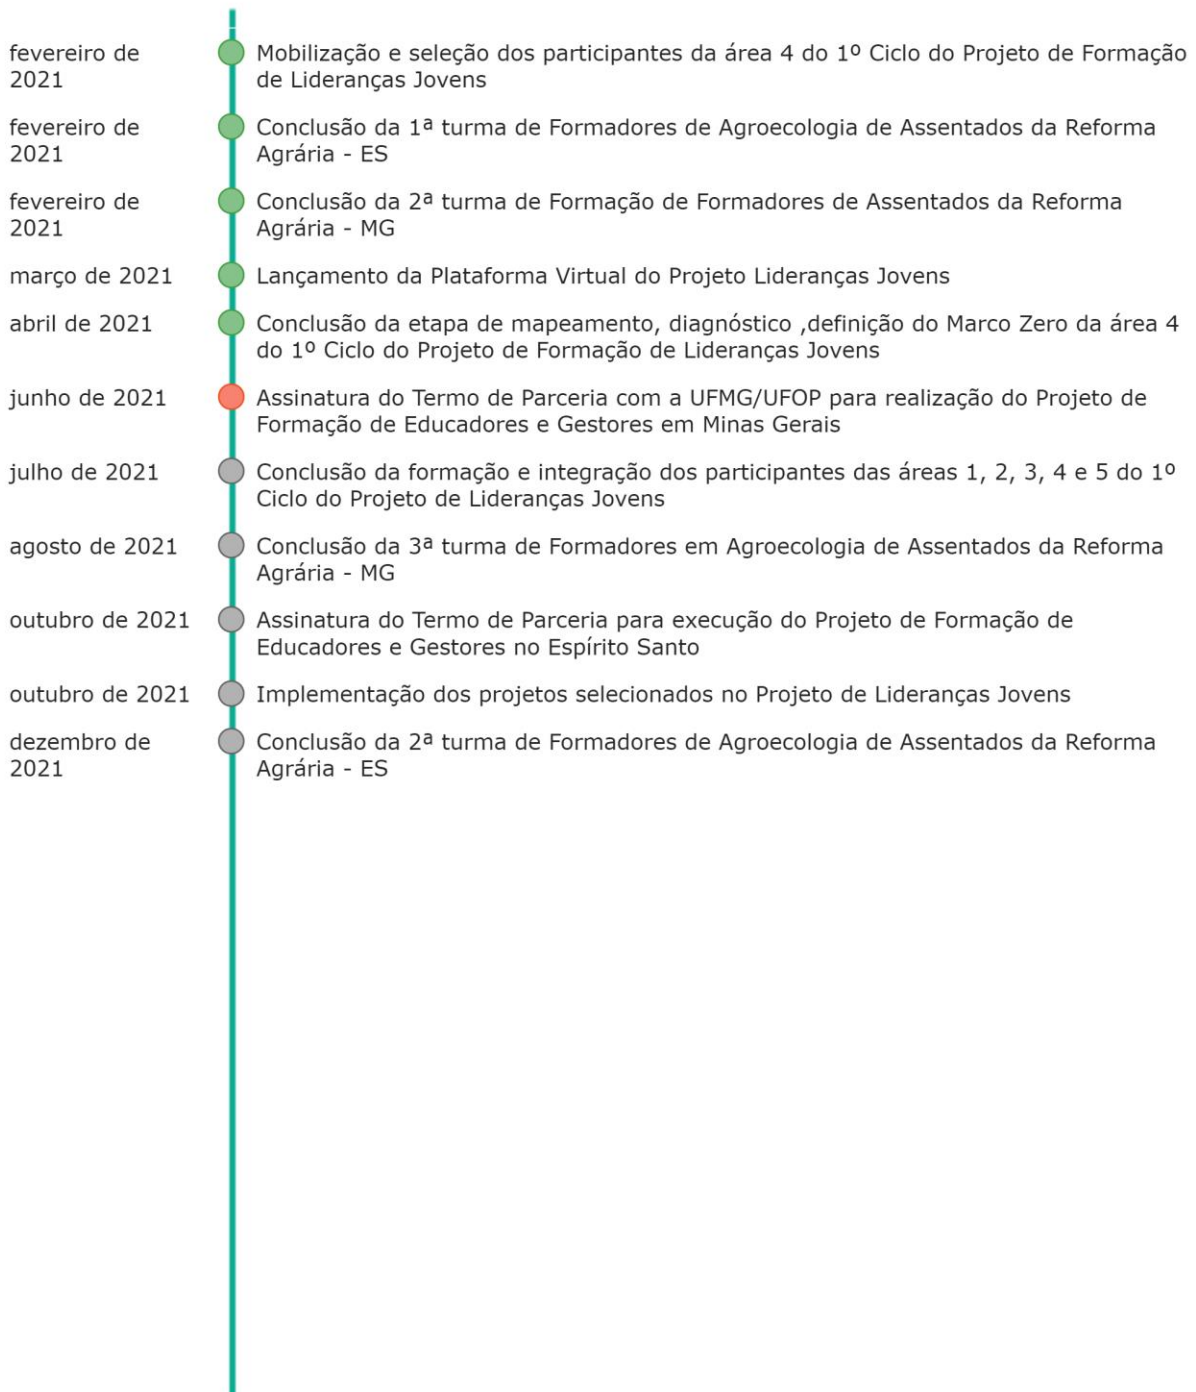 fevereiro de
2021
Mobilização e seleção dos participantes da área 4 do 1º Ciclo do Projeto de Formação
de Lideranças Jovens
fevereiro de
2021
Conclusão da 1ª turma de Formadores de Agroecologia de Assentados da Reforma
Agrária - ES
fevereiro de
2021
Conclusão da 2ª turma de Formação de Formadores de Assentados da Reforma
Agrária - MG
março de 2021
Lançamento da Plataforma Virtual do Projeto Lideranças Jovens
abril de 2021
Conclusão da etapa de mapeamento, diagnóstico ,definição do Marco Zero da área 4
do 1º Ciclo do Projeto de Formação de Lideranças Jovens
junho de 2021
Assinatura do Termo de Parceria com a UFMG/UFOP para realização do Projeto de
Formação de Educadores e Gestores em Minas Gerais
julho de 2021
Conclusão da formação e integração dos participantes das áreas 1, 2, 3, 4 e 5 do 1º
Ciclo do Projeto de Lideranças Jovens
agosto de 2021
Conclusão da 3ª turma de Formadores em Agroecologia de Assentados da Reforma
Agrária - MG
outubro de 2021
Assinatura do Termo de Parceria para execução do Projeto de Formação de
Educadores e Gestores no Espírito Santo
outubro de 2021
Implementação dos projetos selecionados no Projeto de Lideranças Jovens
dezembro de
2021
Conclusão da 2ª turma de Formadores de Agroecologia de Assentados da Reforma
Agrária - ES